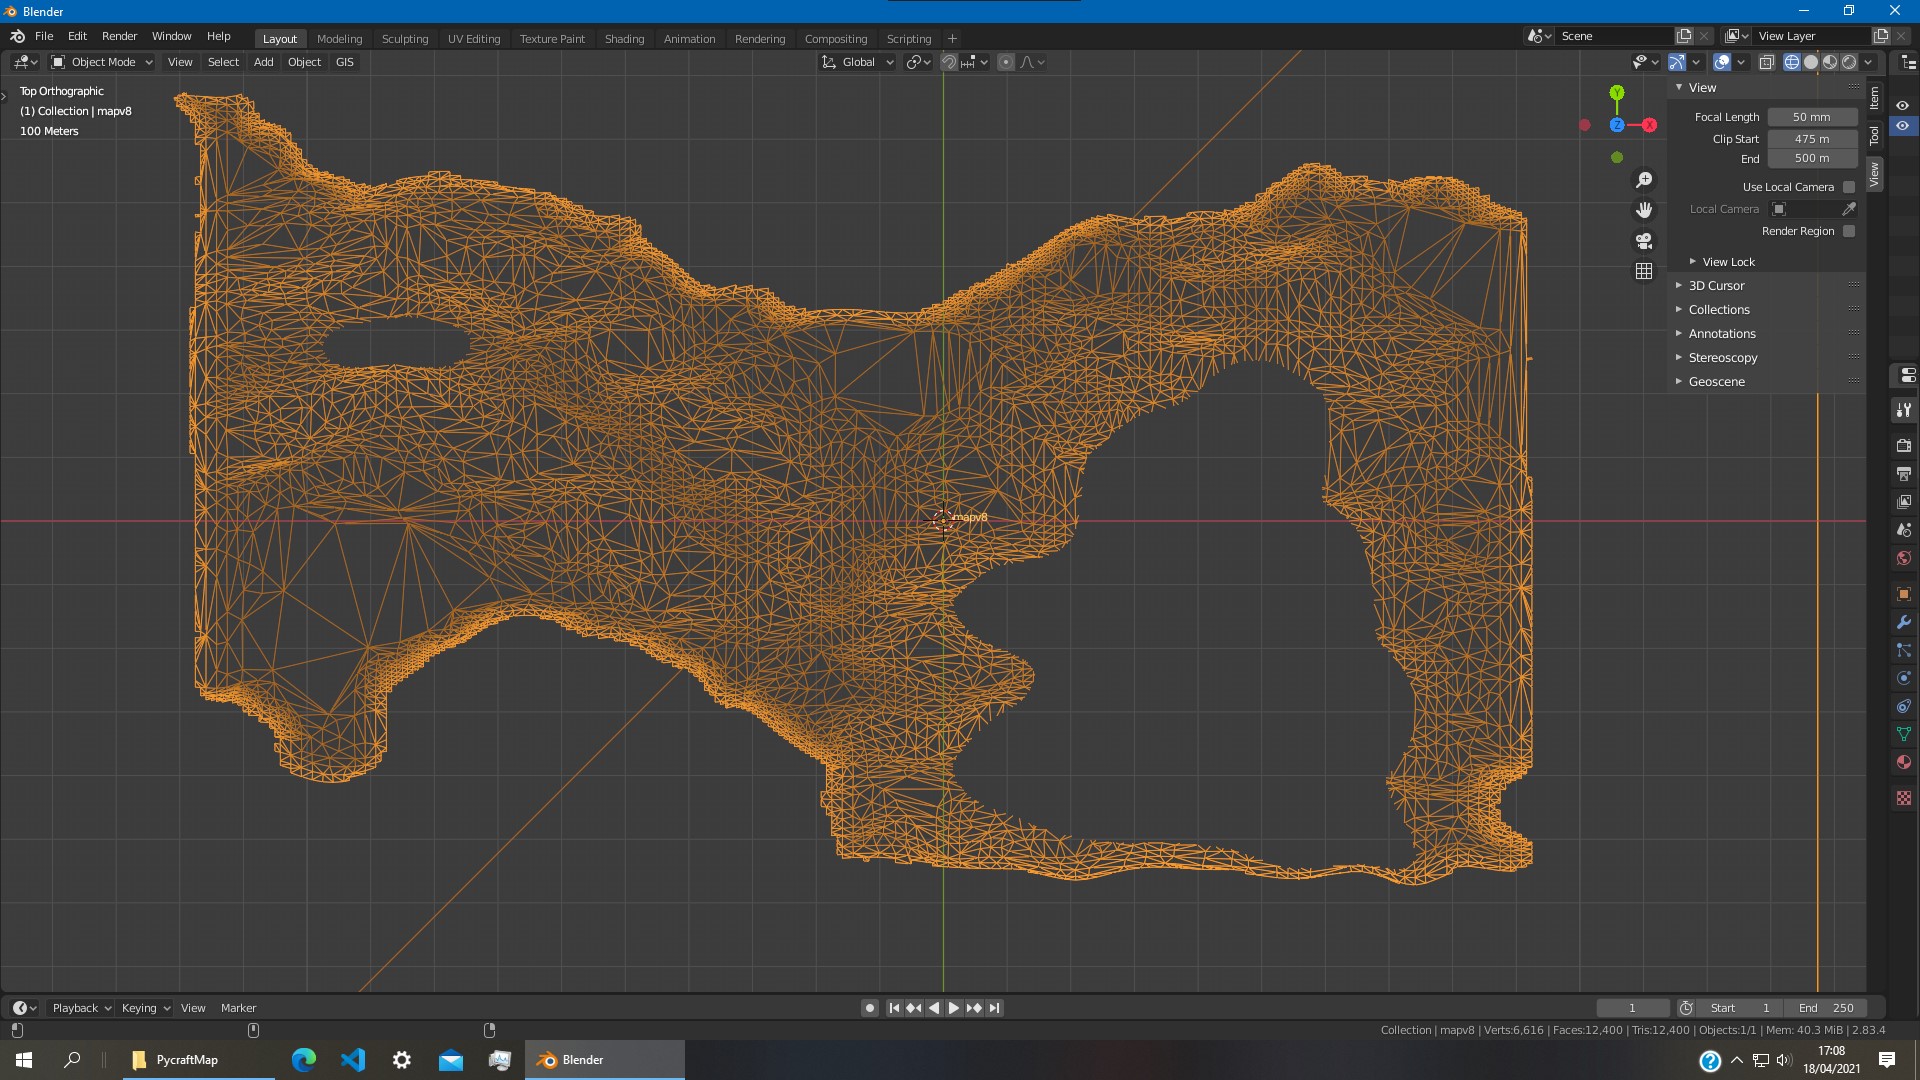 Blender
File Edit Render Window Help
Layout Modeling Sculpting UV Editing Texture Paint Shading Animation Rendering Compositing Scripting +
Scene
View Layer
Object Mode View Select Add Object GIS
Global
Top Orthographic
(1) Collection | mapv8
100 Meters
Y
Z
X
View
Focal Length 50 mm
Clip Start 475 m
End 500 m
Use Local Camera
Local Camera
Render Region
View Lock
3D Cursor
Collections
Annotations
Stereoscopy
Geoscene
Item
Tool
View
mapv8
Playback Keying View Marker
1
Start 1
End 250
Collection | mapv8 | Verts:6,616 | Faces:12,400 | Tris:12,400 | Objects:1/1 | Mem: 40.3 MiB | 2.83.4
PycraftMap
Blender
17:08
18/04/2021